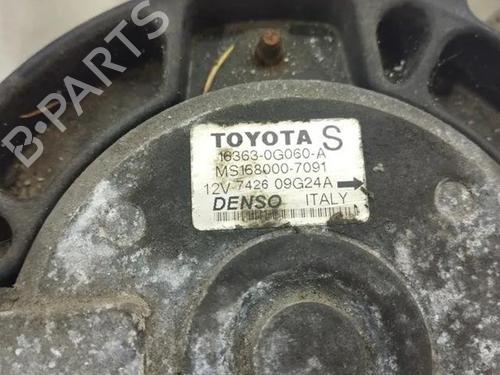 B-PARTS
TOYOTA S
16363-0G060-A
MS168000-7091
12V-7426 09G24A
DENSO ITALY